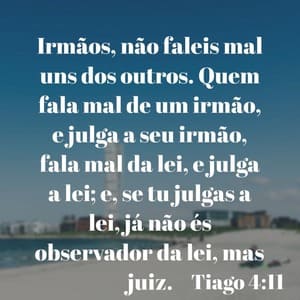 Irmãos, não faleis mal
uns dos outros. Quem
fala mal de um irmão,
e julga a seu irmão,
fala mal da lei, e julga
a lei; e, se tu julgas a
lei, já não és
observador da lei, mas
juiz. Tiago 4:11